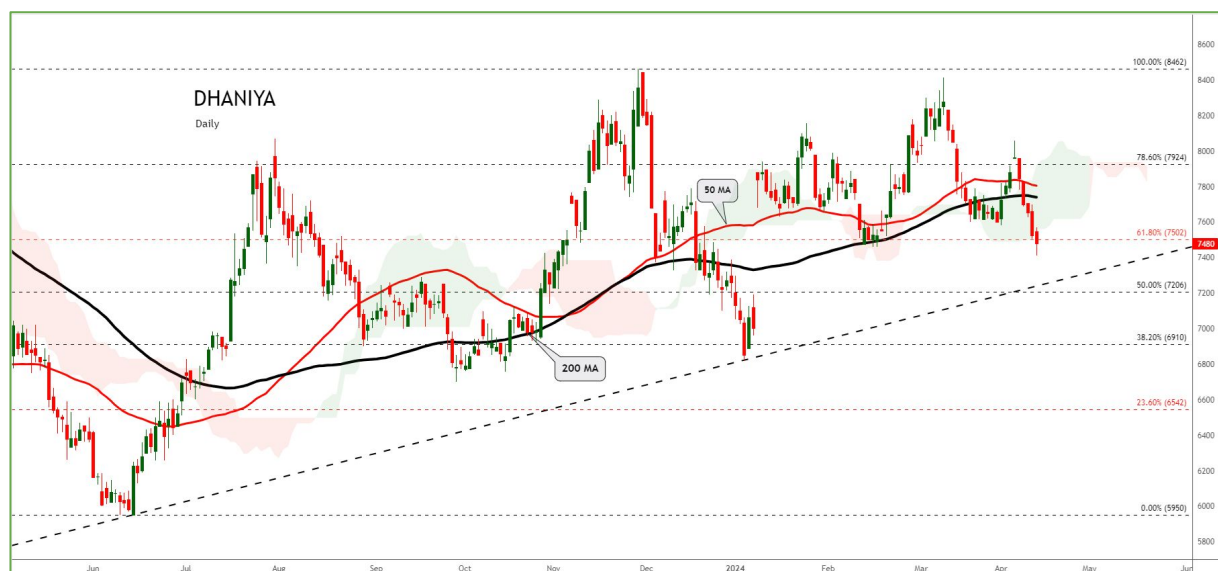 DHANIYA
Daily
8600
100.00% (8462)
8400
8200
8000
78.60% (7924)
7800
50 MA
7600
61.80% (7502)
7480
7400
50.00% (7206)
7200
7000
38.20% (6910)
200 MA
6800
6600
23.60% (6542)
6400
6200
6000
0.00% (5950)
5800
Jun
Jul
Aug
Sep
Oct
Nov
Dec
2024
Feb
Mar
Apr
May
Jun